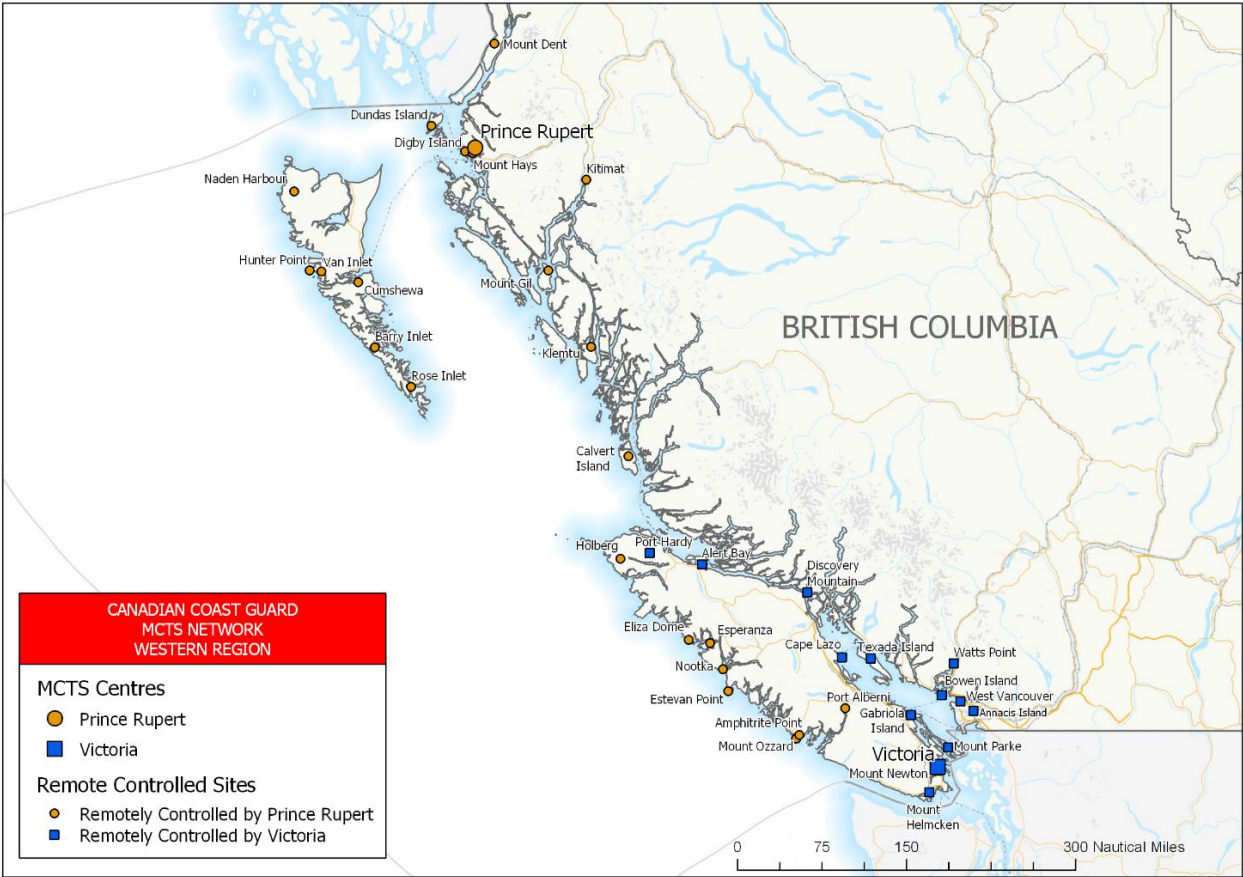 Mount Dent
Dundas Island
Prince Rupert
Digby Island
Mount Hays
Kitimat
Naden Harbour
Hunter Point
Van Inlet
Mount Gil
Cumshewa
BRITISH COLUMBIA
Barry Inlet
Klemtu
Rose Inlet
Calvert
Island
Holberg
Port Hardy
Alert Bay
Discovery
Mountain
Eliza Dome
Esperanza
Cape Lazo
Texada Island
Watts Point
Nootka
Bowen Island
Estevan Point
Port Alberni
West Vancouver
Gabriola
Island
Annacis Island
Amphitrite Point
Mount Ozzard
Victoria
Mount Parke
Mount Newton
Mount
Helmcken
CANADIAN COAST GUARD
MCTS NETWORK
WESTERN REGION
MCTS Centres
Prince Rupert
Victoria
Remote Controlled Sites
Remotely Controlled by Prince Rupert
Remotely Controlled by Victoria
0 75 150 300 Nautical Miles